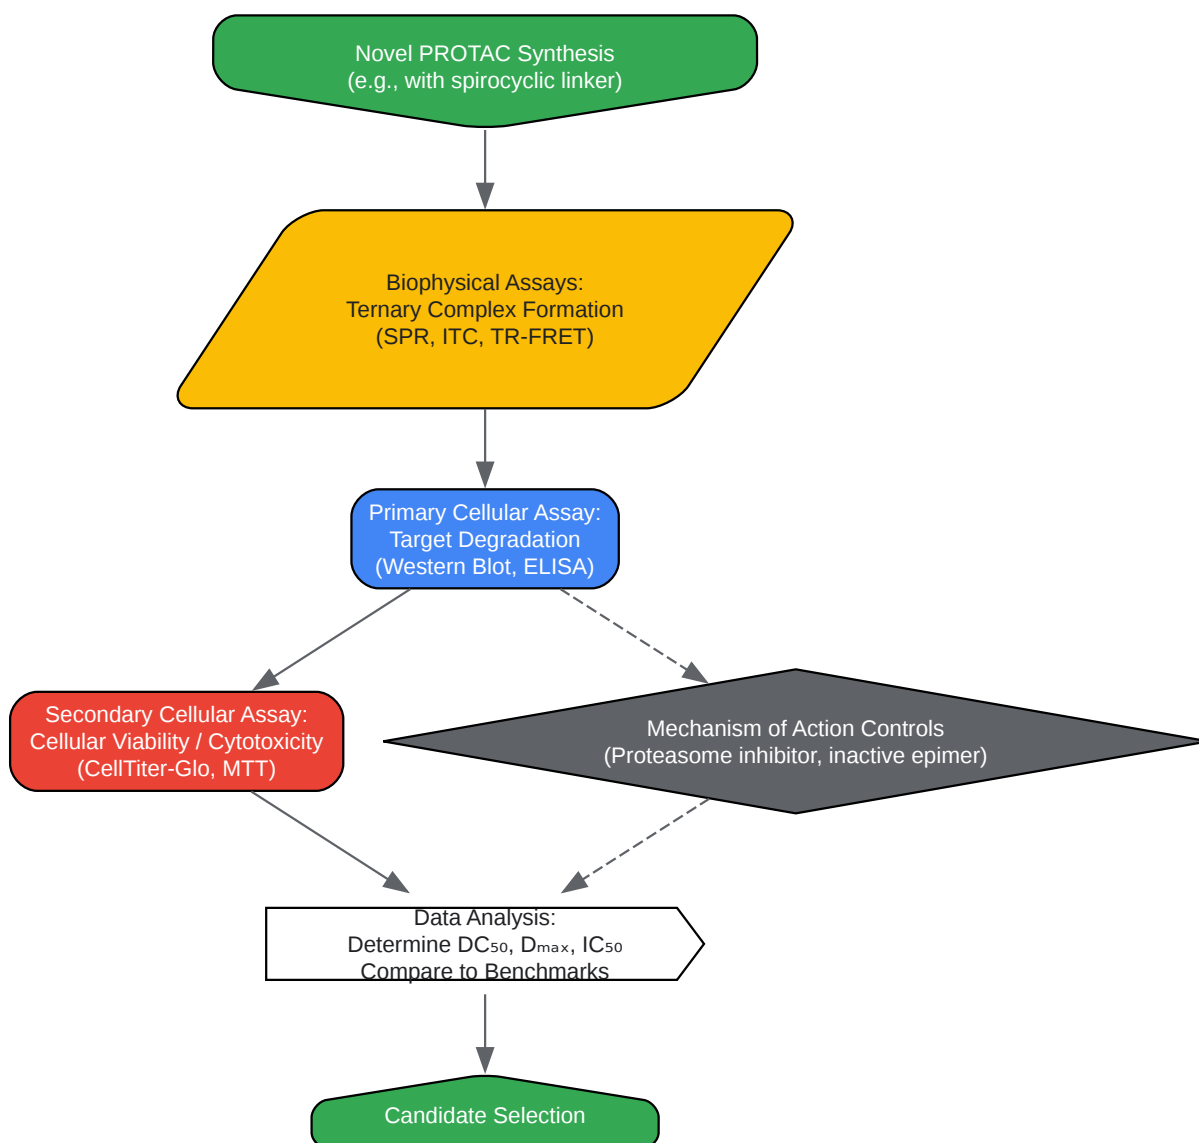 Novel PROTAC Synthesis
(e.g., with spirocyclic linker)
Biophysical Assays:
Ternary Complex Formation
(SPR, ITC, TR-FRET)
Primary Cellular Assay:
Target Degradation
(Western Blot, ELISA)
Secondary Cellular Assay:
Cellular Viability / Cytotoxicity
(CellTiter-Glo, MTT)
Mechanism of Action Controls
(Proteasome inhibitor, inactive epimer)
Data Analysis:
Determine DC₅₀, Dₘₐₓ, IC₅₀
Compare to Benchmarks
Candidate Selection